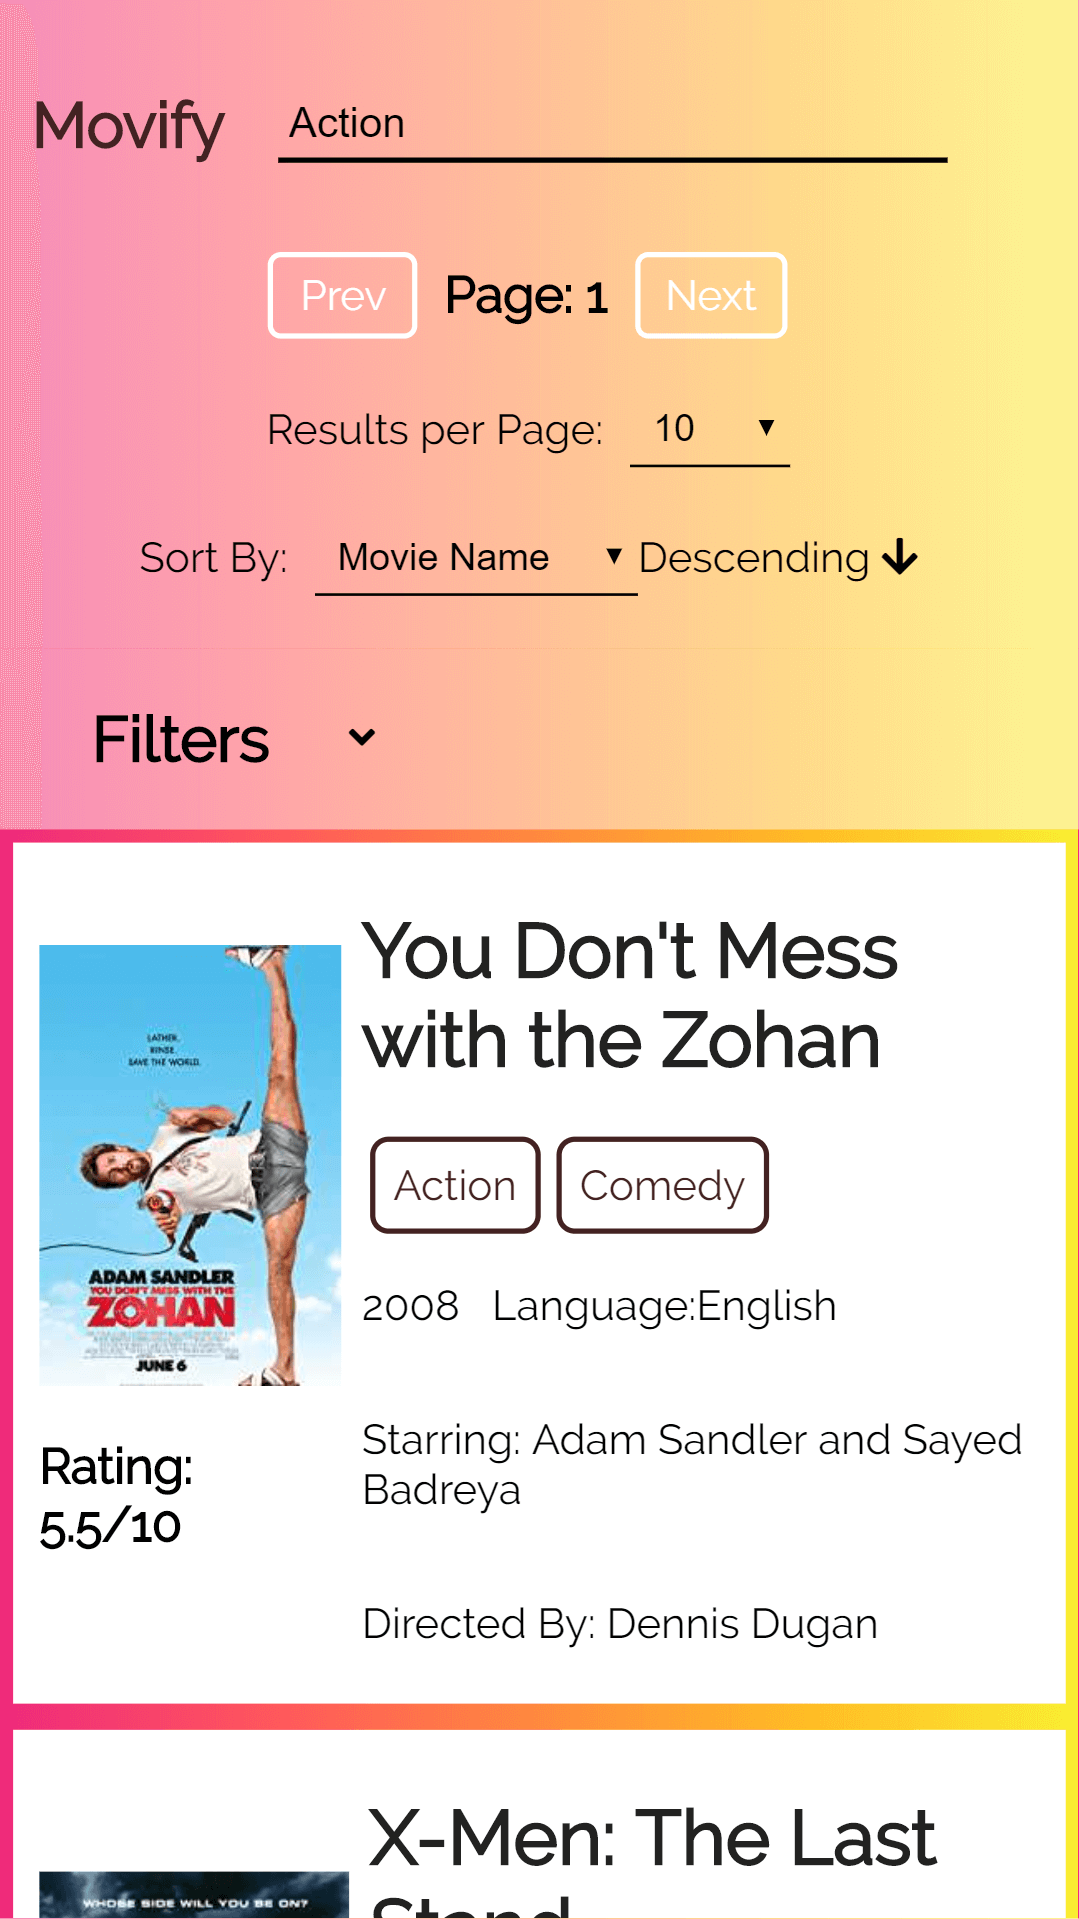 Movify Action
Prev Page: 1 Next
Results per Page: 10
Sort By: Movie Name Descending
Filters
You Don't Mess
with the Zohan
LATHER.
RINSE.
SAVE THE WORLD.
Action Comedy
ADAM SANDLER
YOU DON'T MESS WITH THE
ZOHAN
JUNE 6
2008 Language:English
Starring: Adam Sandler and Sayed
Badreya
Rating:
5.5/10
Directed By: Dennis Dugan
X-Men: The Last
Stand
WHOSE SIDE WILL YOU BE ON?